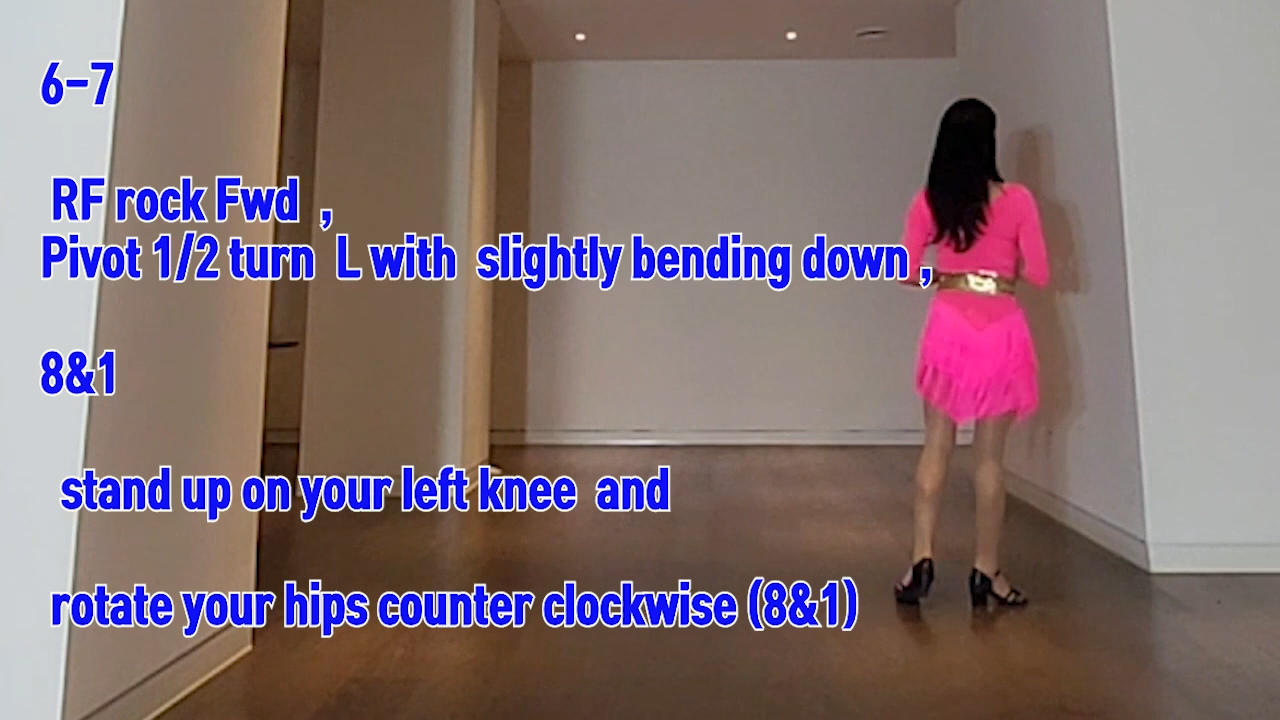 6-7
RF rock Fwd ,
Pivot 1/2 turn L with slightly bending down ,
8&1
stand up on your left knee and
rotate your hips counter clockwise (8&1)